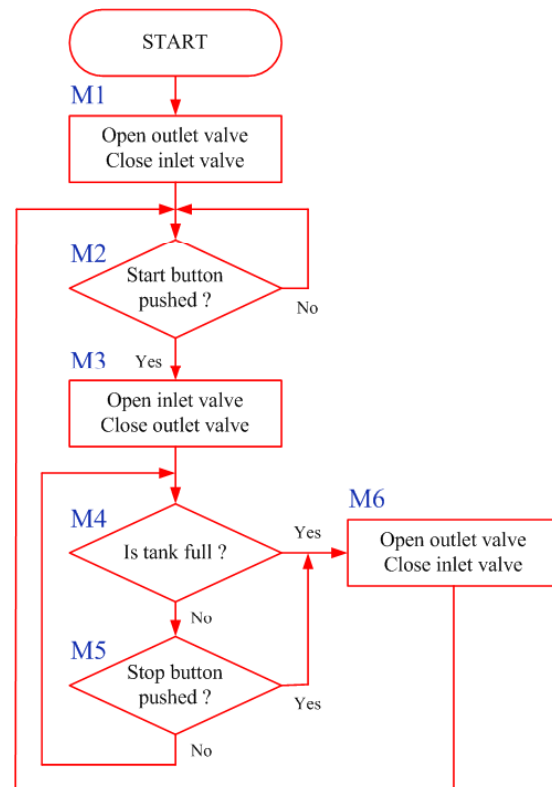 START
M1
Open outlet valve
Close inlet valve
M2
Start button
pushed ?
No
Yes
M3
Open inlet valve
Close outlet valve
M4
Is tank full ?
Yes
No
M6
Open outlet valve
Close inlet valve
M5
Stop button
pushed ?
Yes
No